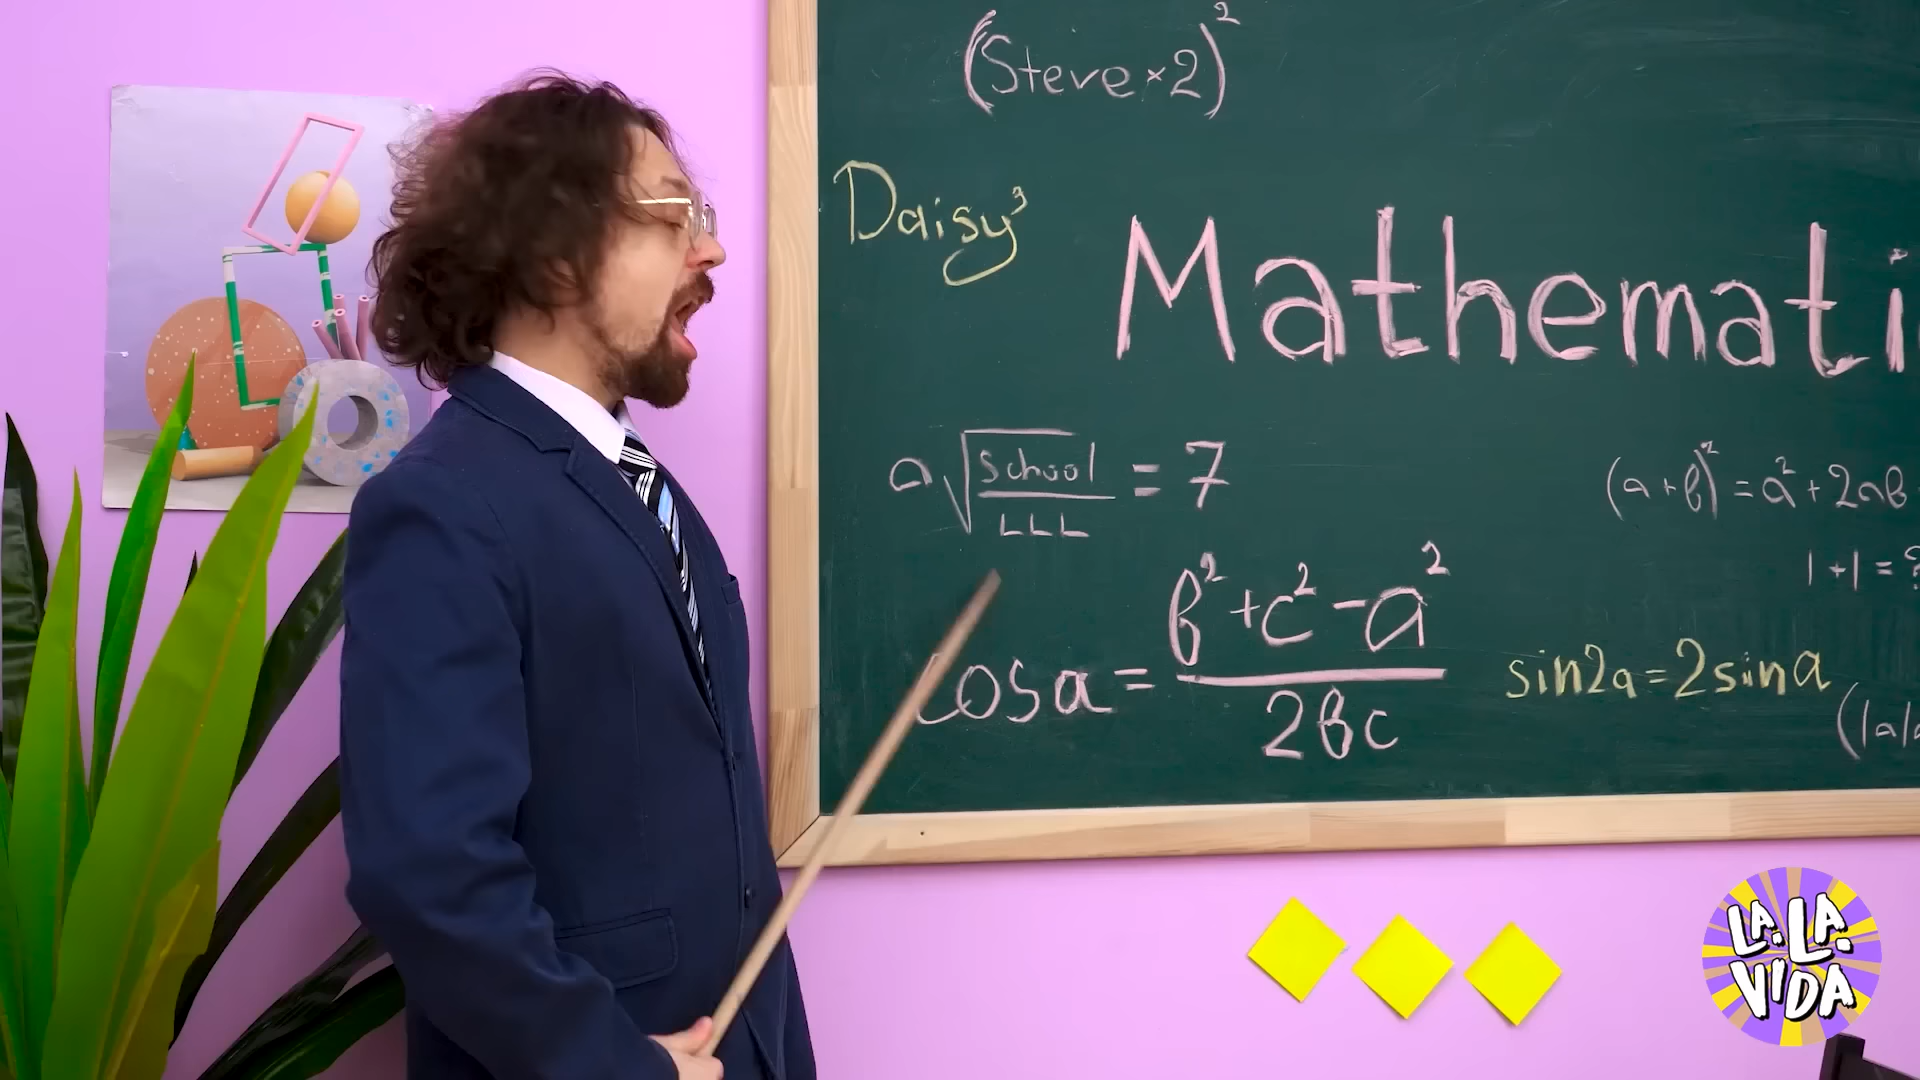 (Steve×2)²
Daisy³
Mathemati
a√(school/LLL) = 7
(a+b)² = a² + 2ab
1+1=?
cosa = (b²+c²-a²)/(2bc)
sin2a=2sina
(lala
LA LA VIDA